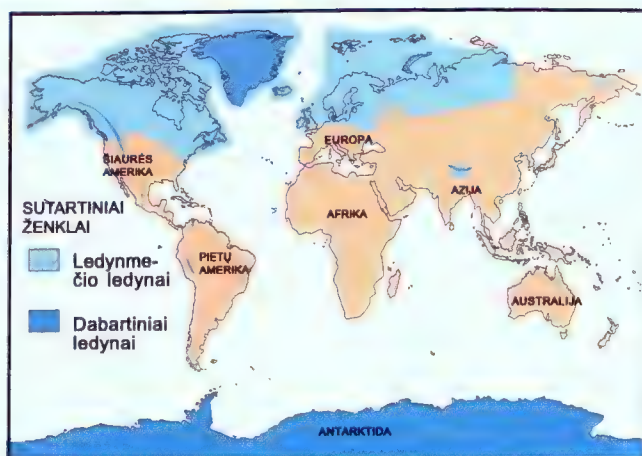 EUROPA
ŠIAURĖS
AMERIKA
AZIJA
AFRIKA
SUTARTINIAI
ŽENKLAI
Ledynme-
čio ledynai
PIETŲ
AMERIKA
AUSTRALIJA
Dabartiniai
ledynai
ANTARKTIDA